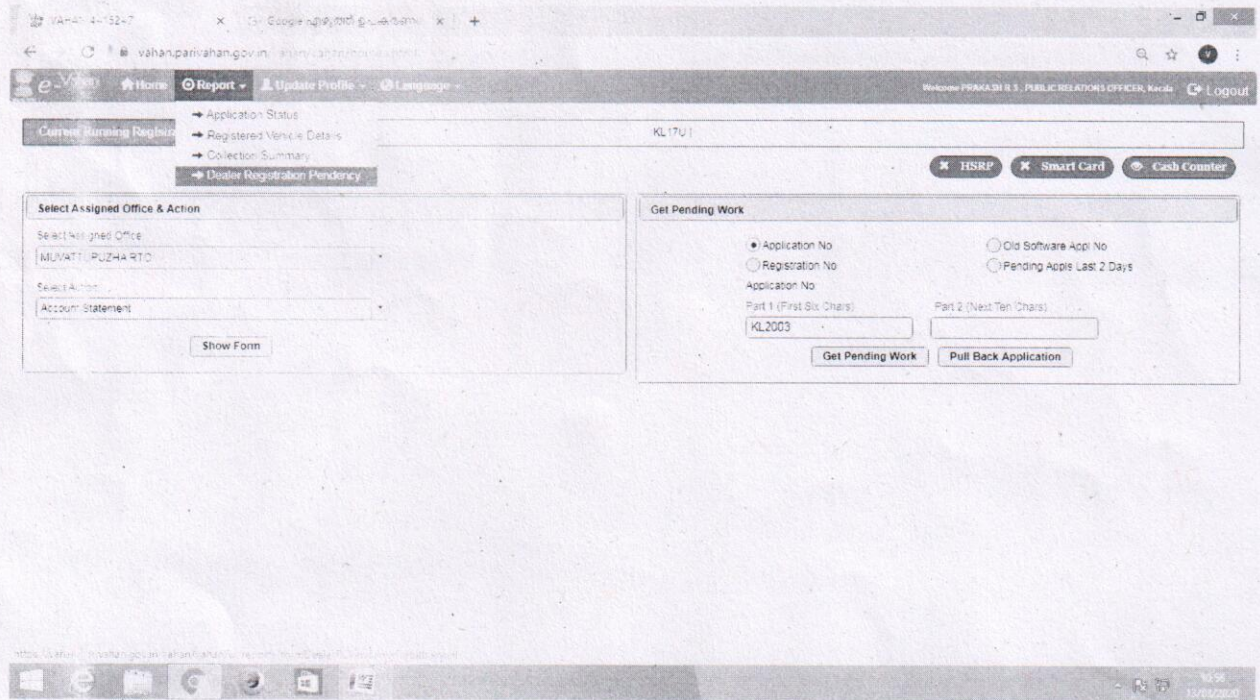 vahan.parivahan.gov.in
e-Vahan Home Report Update Profile Language Welcome PRAKASH B.S, PUBLIC RELATIONS OFFICER, Kerala Logout
Application Status
Current Running Regist KL17U
Registered Vehicle Details
Collection Summary
HSRP Smart Card Cash Counter
Dealer Registration Pendency
Select Assigned Office & Action
Select Assigned Office
MUVATTUPUZHA RTO
Select Action
Account Statement
Show Form
Get Pending Work
Application No Old Software Appl No
Registration No Pending Appls Last 2 Days
Application No
Part 1 (First Six Chars) Part 2 (Next Ten Chars)
KL2003
Get Pending Work Pull Back Application